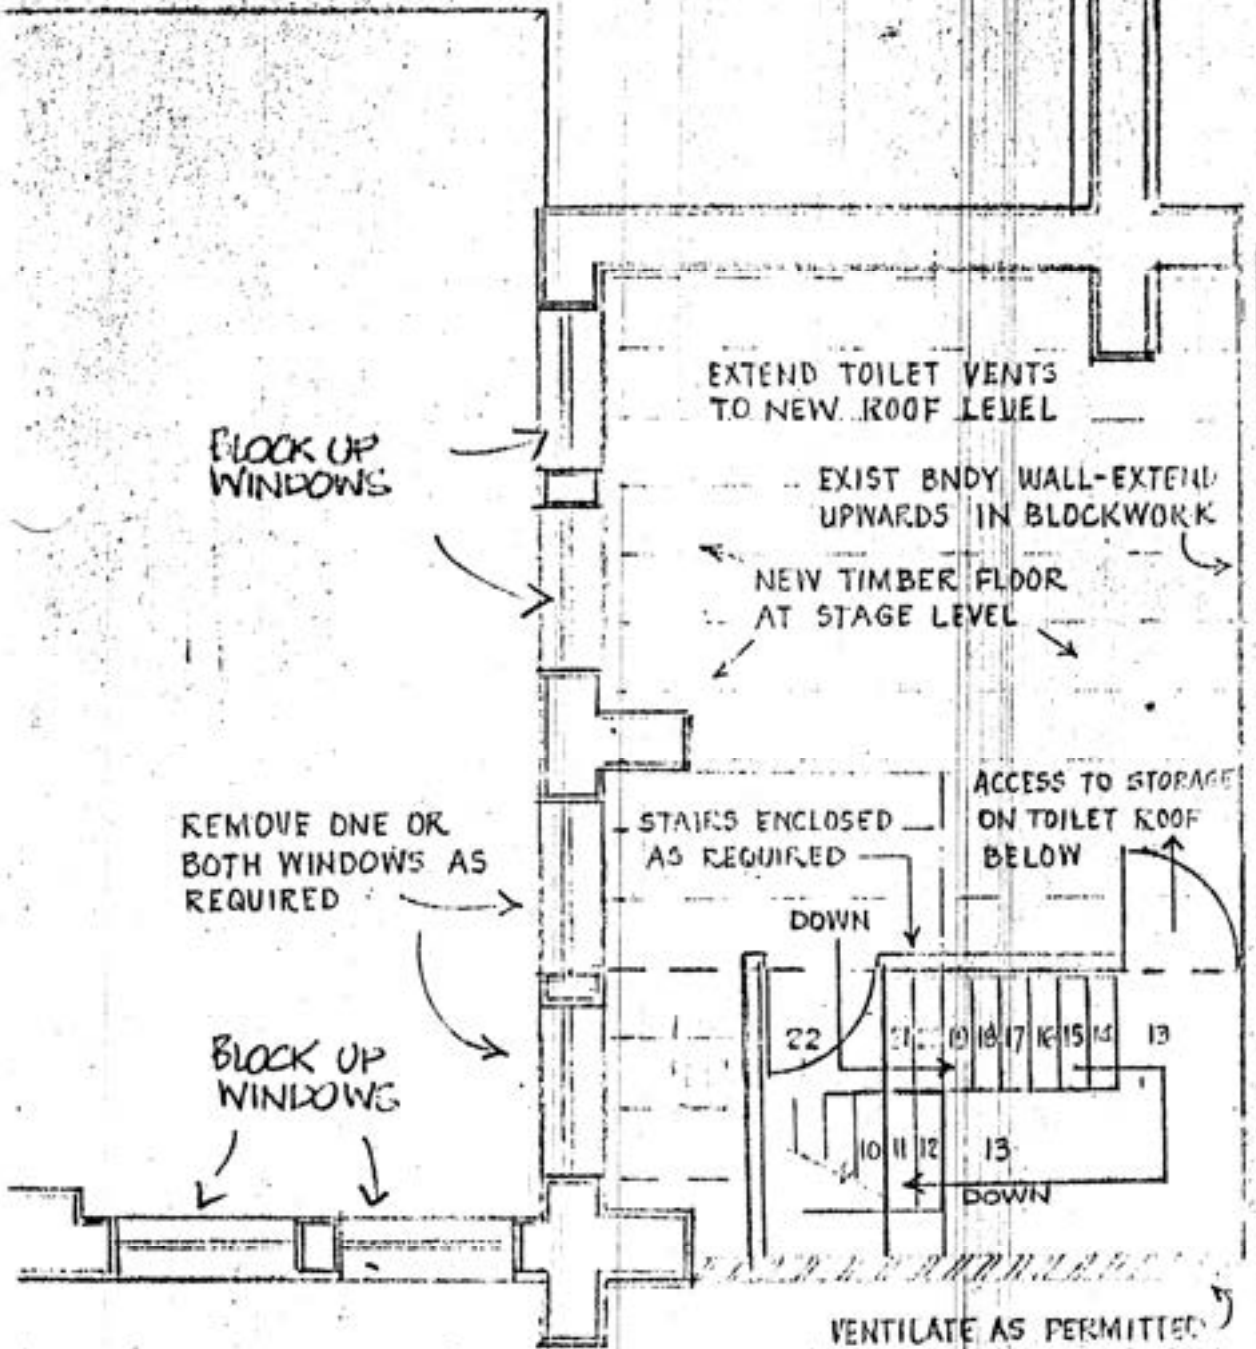 EXTEND TOILET VENTS
TO NEW ROOF LEVEL
BLOCK UP
WINDOWS
EXIST BNDY WALL-EXTEND
UPWARDS IN BLOCKWORK
NEW TIMBER FLOOR
AT STAGE LEVEL
ACCESS TO STORAGE
ON TOILET ROOF
BELOW
REMOVE ONE OR
BOTH WINDOWS AS
REQUIRED
STAIRS ENCLOSED
AS REQUIRED
DOWN
22 21 19 18 17 16 15 14 13
BLOCK UP
WINDOWS
10 11 12 13
DOWN
VENTILATE AS PERMITTED